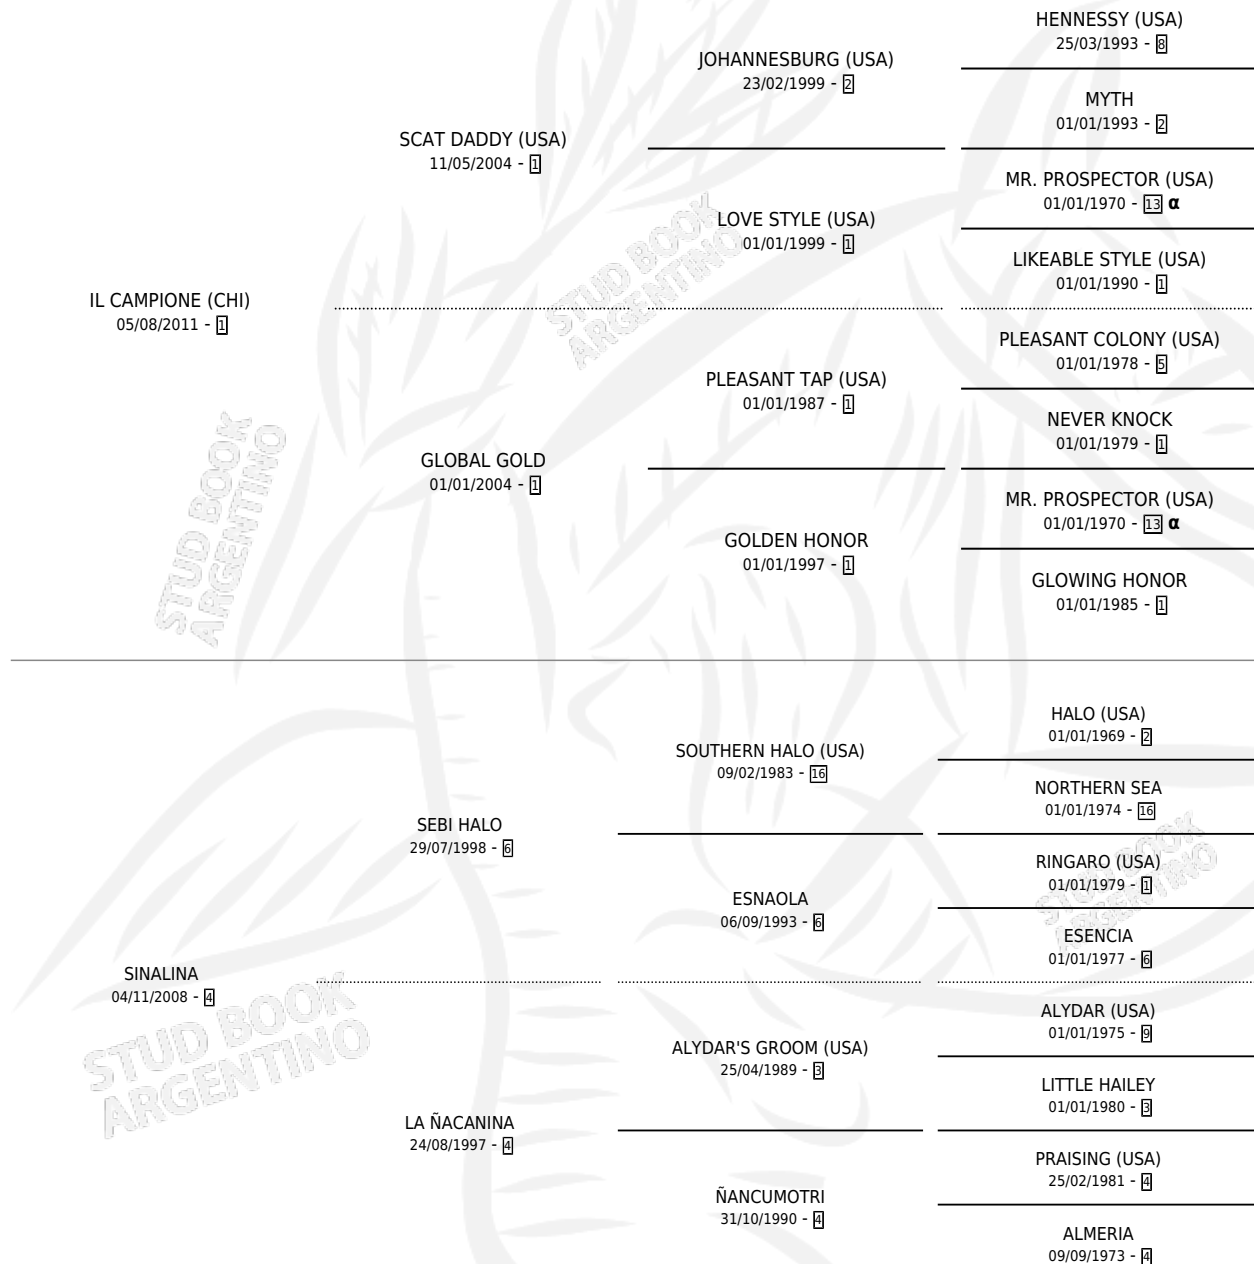 HENNESSY (USA)
25/03/1993 - 8
JOHANNESBURG (USA)
23/02/1999 - 2
MYTH
01/01/1993 - 2
SCAT DADDY (USA)
11/05/2004 - 1
MR. PROSPECTOR (USA)
01/01/1970 - 13 α
LOVE STYLE (USA)
01/01/1999 - 1
LIKEABLE STYLE (USA)
01/01/1990 - 1
IL CAMPIONE (CHI)
05/08/2011 - 1
PLEASANT COLONY (USA)
01/01/1978 - 5
PLEASANT TAP (USA)
01/01/1987 - 1
NEVER KNOCK
01/01/1979 - 1
GLOBAL GOLD
01/01/2004 - 1
MR. PROSPECTOR (USA)
01/01/1970 - 13 α
GOLDEN HONOR
01/01/1997 - 1
GLOWING HONOR
01/01/1985 - 1
HALO (USA)
01/01/1969 - 2
SOUTHERN HALO (USA)
09/02/1983 - 16
NORTHERN SEA
01/01/1974 - 16
SEBI HALO
29/07/1998 - 6
RINGARO (USA)
01/01/1979 - 1
ESNAOLA
06/09/1993 - 6
ESENCIA
01/01/1977 - 6
SINALINA
04/11/2008 - 4
ALYDAR (USA)
01/01/1975 - 9
ALYDAR'S GROOM (USA)
25/04/1989 - 3
LITTLE HAILEY
01/01/1980 - 3
LA ÑACANINA
24/08/1997 - 4
PRAISING (USA)
25/02/1981 - 4
ÑANCUMOTRI
31/10/1990 - 4
ALMERIA
09/09/1973 - 4
STUD BOOK
ARGENTINO
STUD BOOK
ARGENTINO
STUD BOOK
ARGENTINO
STUD BOOK
ARGENTINO